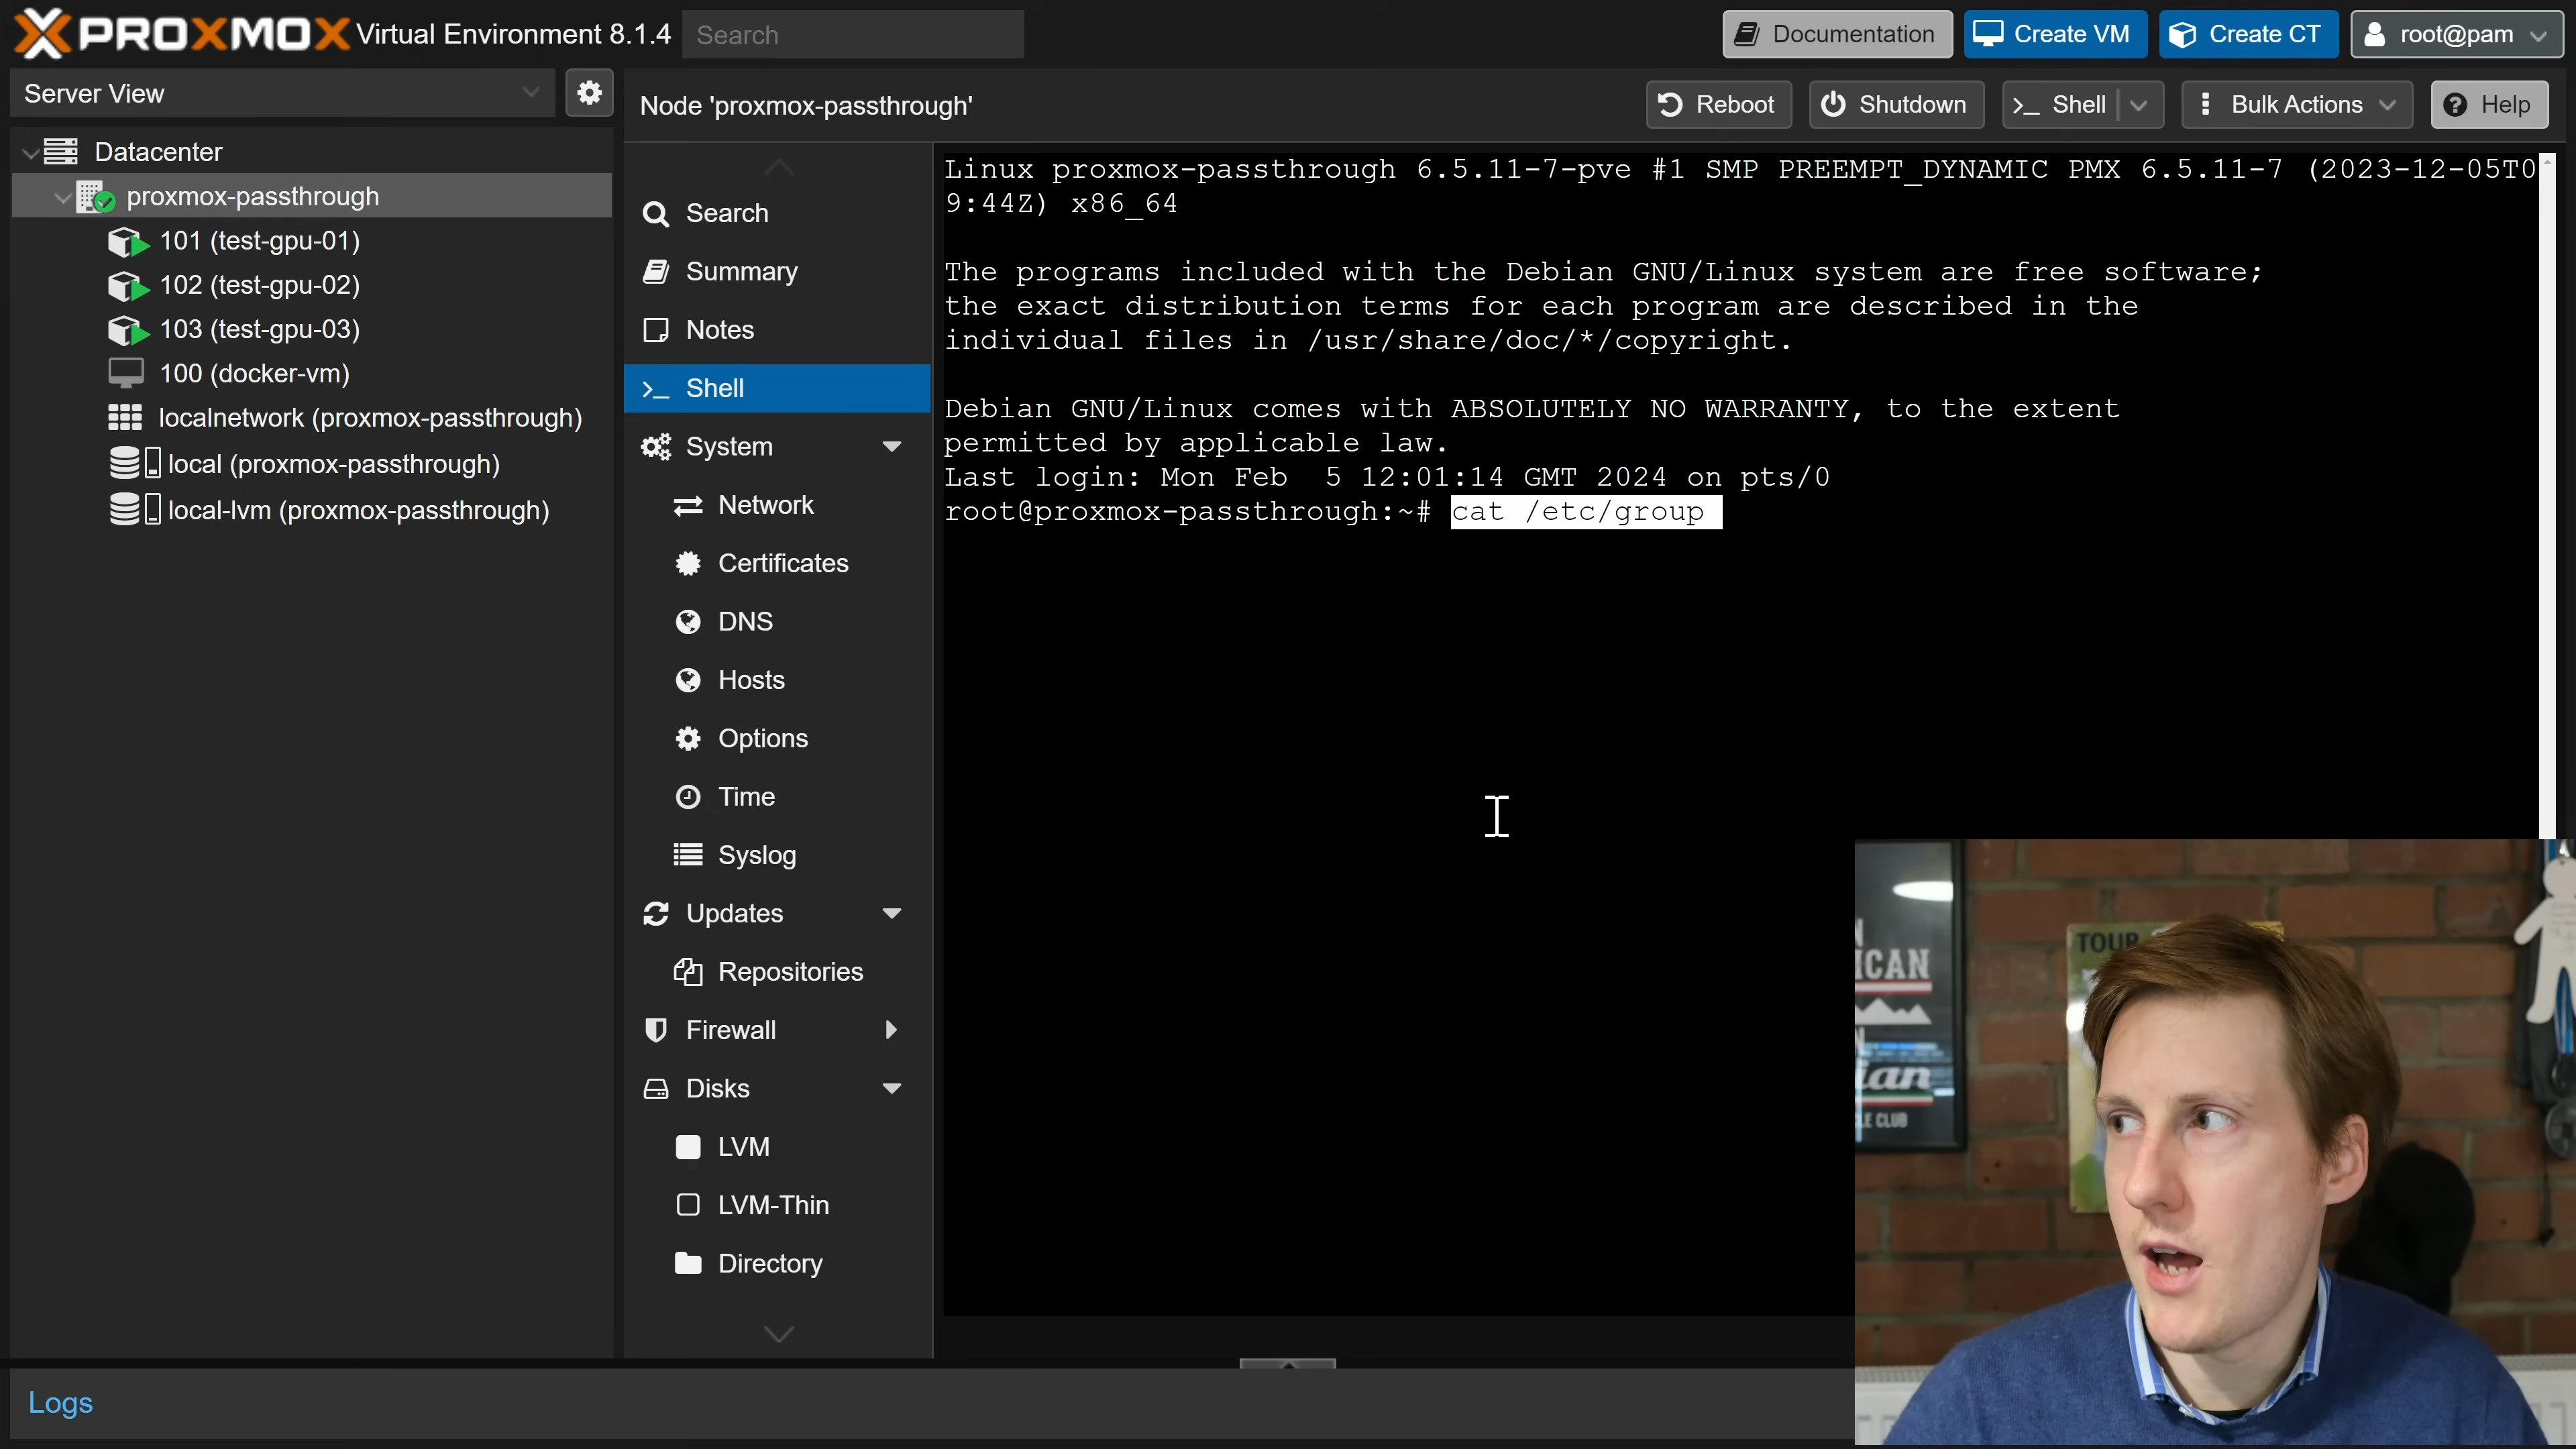 PROXMOX Virtual Environment 8.1.4
Search
Documentation
Create VM
Create CT
root@pam
Server View
Node 'proxmox-passthrough'
Reboot
Shutdown
Shell
Bulk Actions
Help
Datacenter
proxmox-passthrough
101 (test-gpu-01)
102 (test-gpu-02)
103 (test-gpu-03)
100 (docker-vm)
localnetwork (proxmox-passthrough)
local (proxmox-passthrough)
local-lvm (proxmox-passthrough)
Search
Summary
Notes
Shell
System
Network
Certificates
DNS
Hosts
Options
Time
Syslog
Updates
Repositories
Firewall
Disks
LVM
LVM-Thin
Directory
Linux proxmox-passthrough 6.5.11-7-pve #1 SMP PREEMPT_DYNAMIC PMX 6.5.11-7 (2023-12-05T0
9:44Z) x86_64
The programs included with the Debian GNU/Linux system are free software;
the exact distribution terms for each program are described in the
individual files in /usr/share/doc/*/copyright.
Debian GNU/Linux comes with ABSOLUTELY NO WARRANTY, to the extent
permitted by applicable law.
Last login: Mon Feb  5 12:01:14 GMT 2024 on pts/0
root@proxmox-passthrough:~# cat /etc/group
Logs
TOUR
CLUB